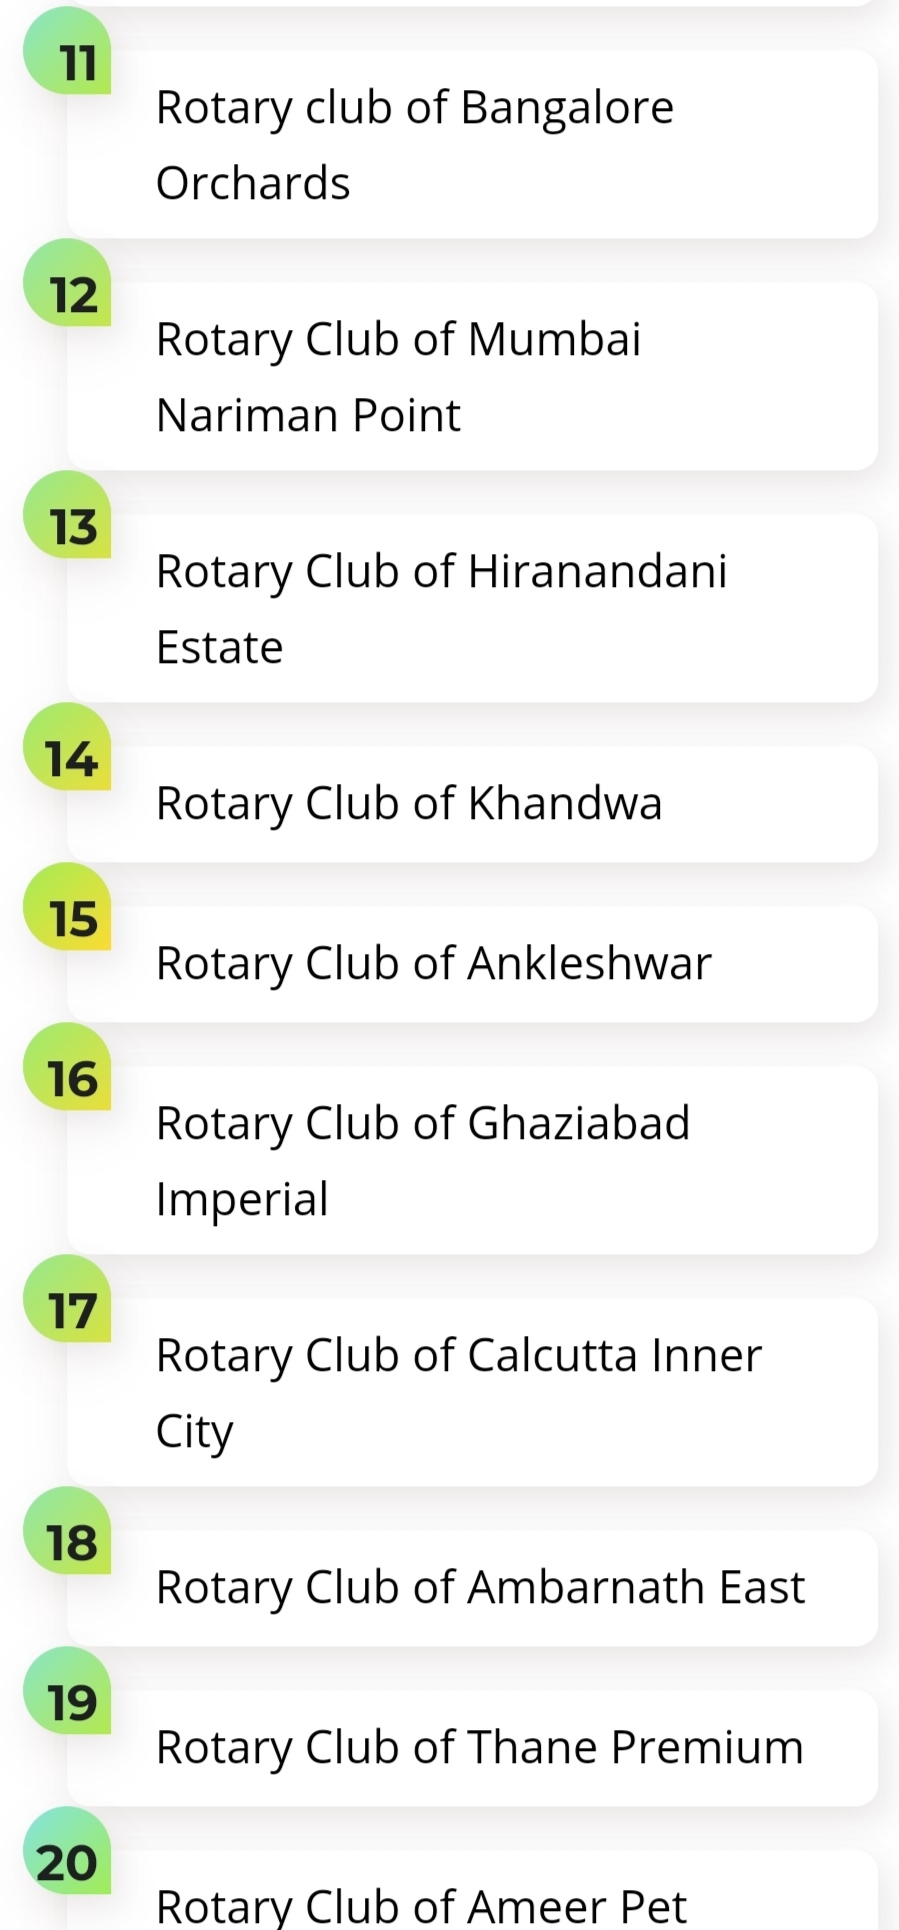 11
Rotary club of Bangalore
Orchards
12
Rotary Club of Mumbai
Nariman Point
13
Rotary Club of Hiranandani
Estate
14
Rotary Club of Khandwa
15
Rotary Club of Ankleshwar
16
Rotary Club of Ghaziabad
Imperial
17
Rotary Club of Calcutta Inner
City
18
Rotary Club of Ambarnath East
19
Rotary Club of Thane Premium
20
Rotary Club of Ameer Pet